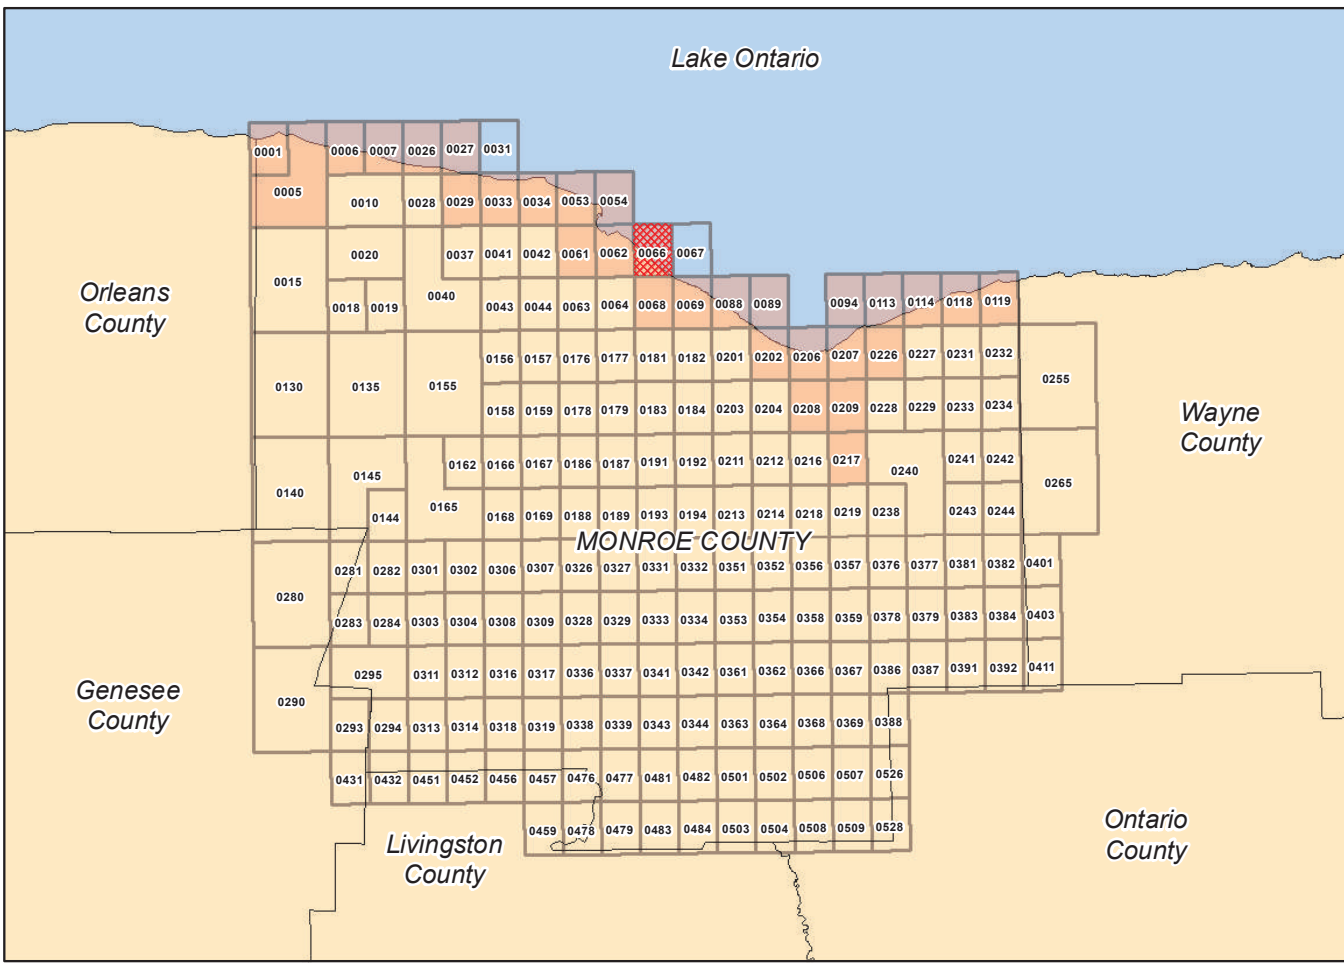 Lake Ontario
0001 0006 0007 0026 0027 0031
0005 0010 0028 0029 0033 0034 0053 0054
0015 0020 0037 0041 0042 0061 0062 0066 0067
0018 0019 0040 0043 0044 0063 0064 0068 0069 0088 0089 0094 0113 0114 0118 0119
Orleans
County
0130 0135 0155 0156 0157 0176 0177 0181 0182 0201 0202 0206 0207 0226 0227 0231 0232 0255
0158 0159 0178 0179 0183 0184 0203 0204 0208 0209 0228 0229 0233 0234
Wayne
County
0140 0145 0162 0166 0167 0186 0187 0191 0192 0211 0212 0216 0217 0240 0241 0242 0265
0144 0165 0168 0169 0188 0189 0193 0194 0213 0214 0218 0219 0238 0243 0244
MONROE COUNTY
0280 0281 0282 0301 0302 0306 0307 0326 0327 0331 0332 0351 0352 0356 0357 0376 0377 0381 0382 0401
0283 0284 0303 0304 0308 0309 0328 0329 0333 0334 0353 0354 0358 0359 0378 0379 0383 0384 0403
0290 0295 0311 0312 0316 0317 0336 0337 0341 0342 0361 0362 0366 0367 0386 0387 0391 0392 0411
Genesee
County
0293 0294 0313 0314 0318 0319 0338 0339 0343 0344 0363 0364 0368 0369 0388
0431 0432 0451 0452 0456 0457 0476 0477 0481 0482 0501 0502 0506 0507 0526
0459 0478 0479 0483 0484 0503 0504 0508 0509 0528
Livingston
County
Ontario
County